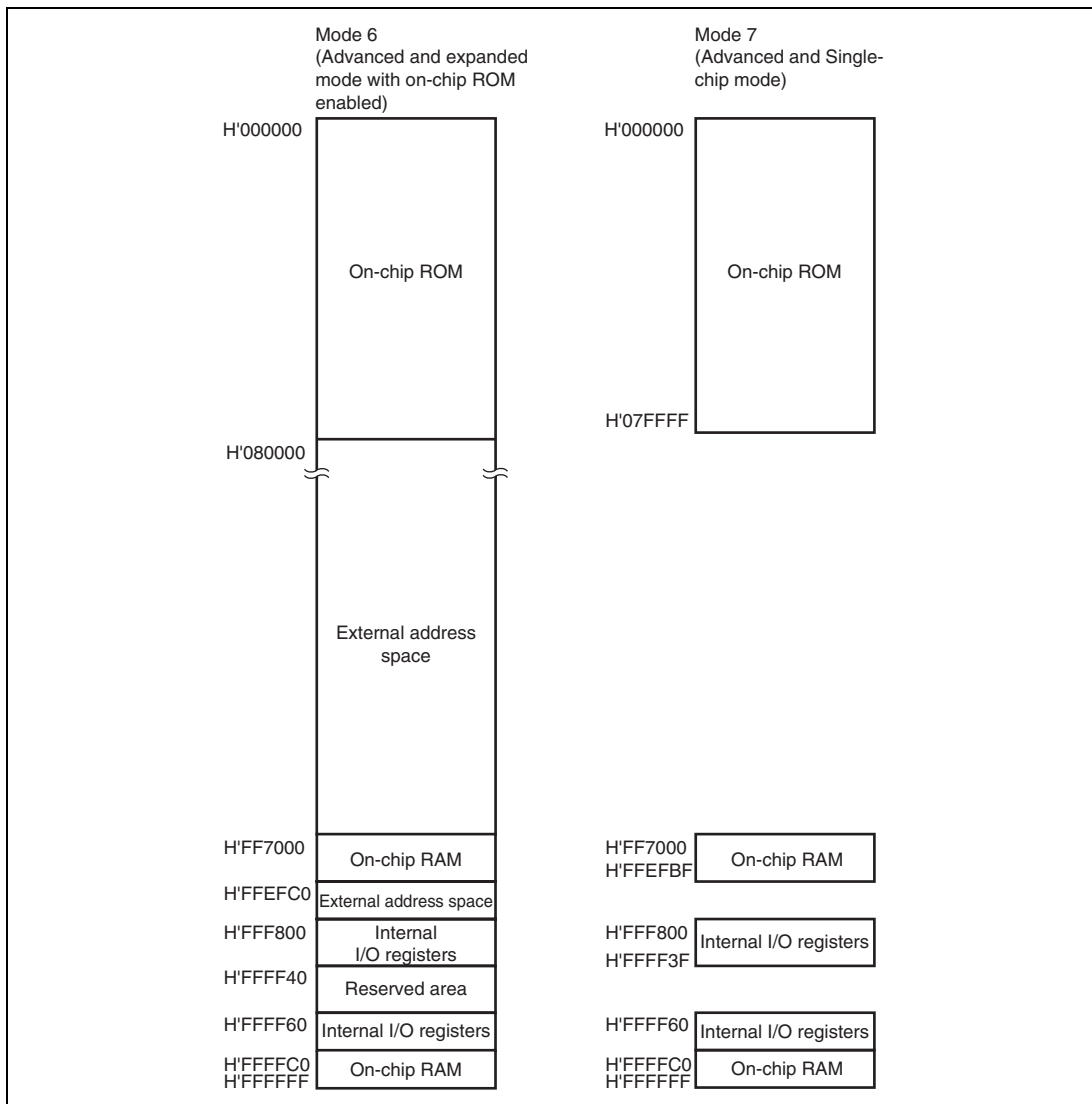 Mode 6
(Advanced and expanded
mode with on-chip ROM
enabled)
H'000000
On-chip ROM
H'080000
External address
space
H'FF7000
On-chip RAM
H'FFEFC0
External address space
H'FFF800
Internal
I/O registers
H'FFFF40
Reserved area
H'FFFF60
Internal I/O registers
H'FFFFC0
On-chip RAM
H'FFFFFF
Mode 7
(Advanced and Single-
chip mode)
H'000000
On-chip ROM
H'07FFFF
H'FF7000
On-chip RAM
H'FFEFBF
H'FFF800
Internal I/O registers
H'FFFF3F
H'FFFF60
Internal I/O registers
H'FFFFC0
On-chip RAM
H'FFFFFF